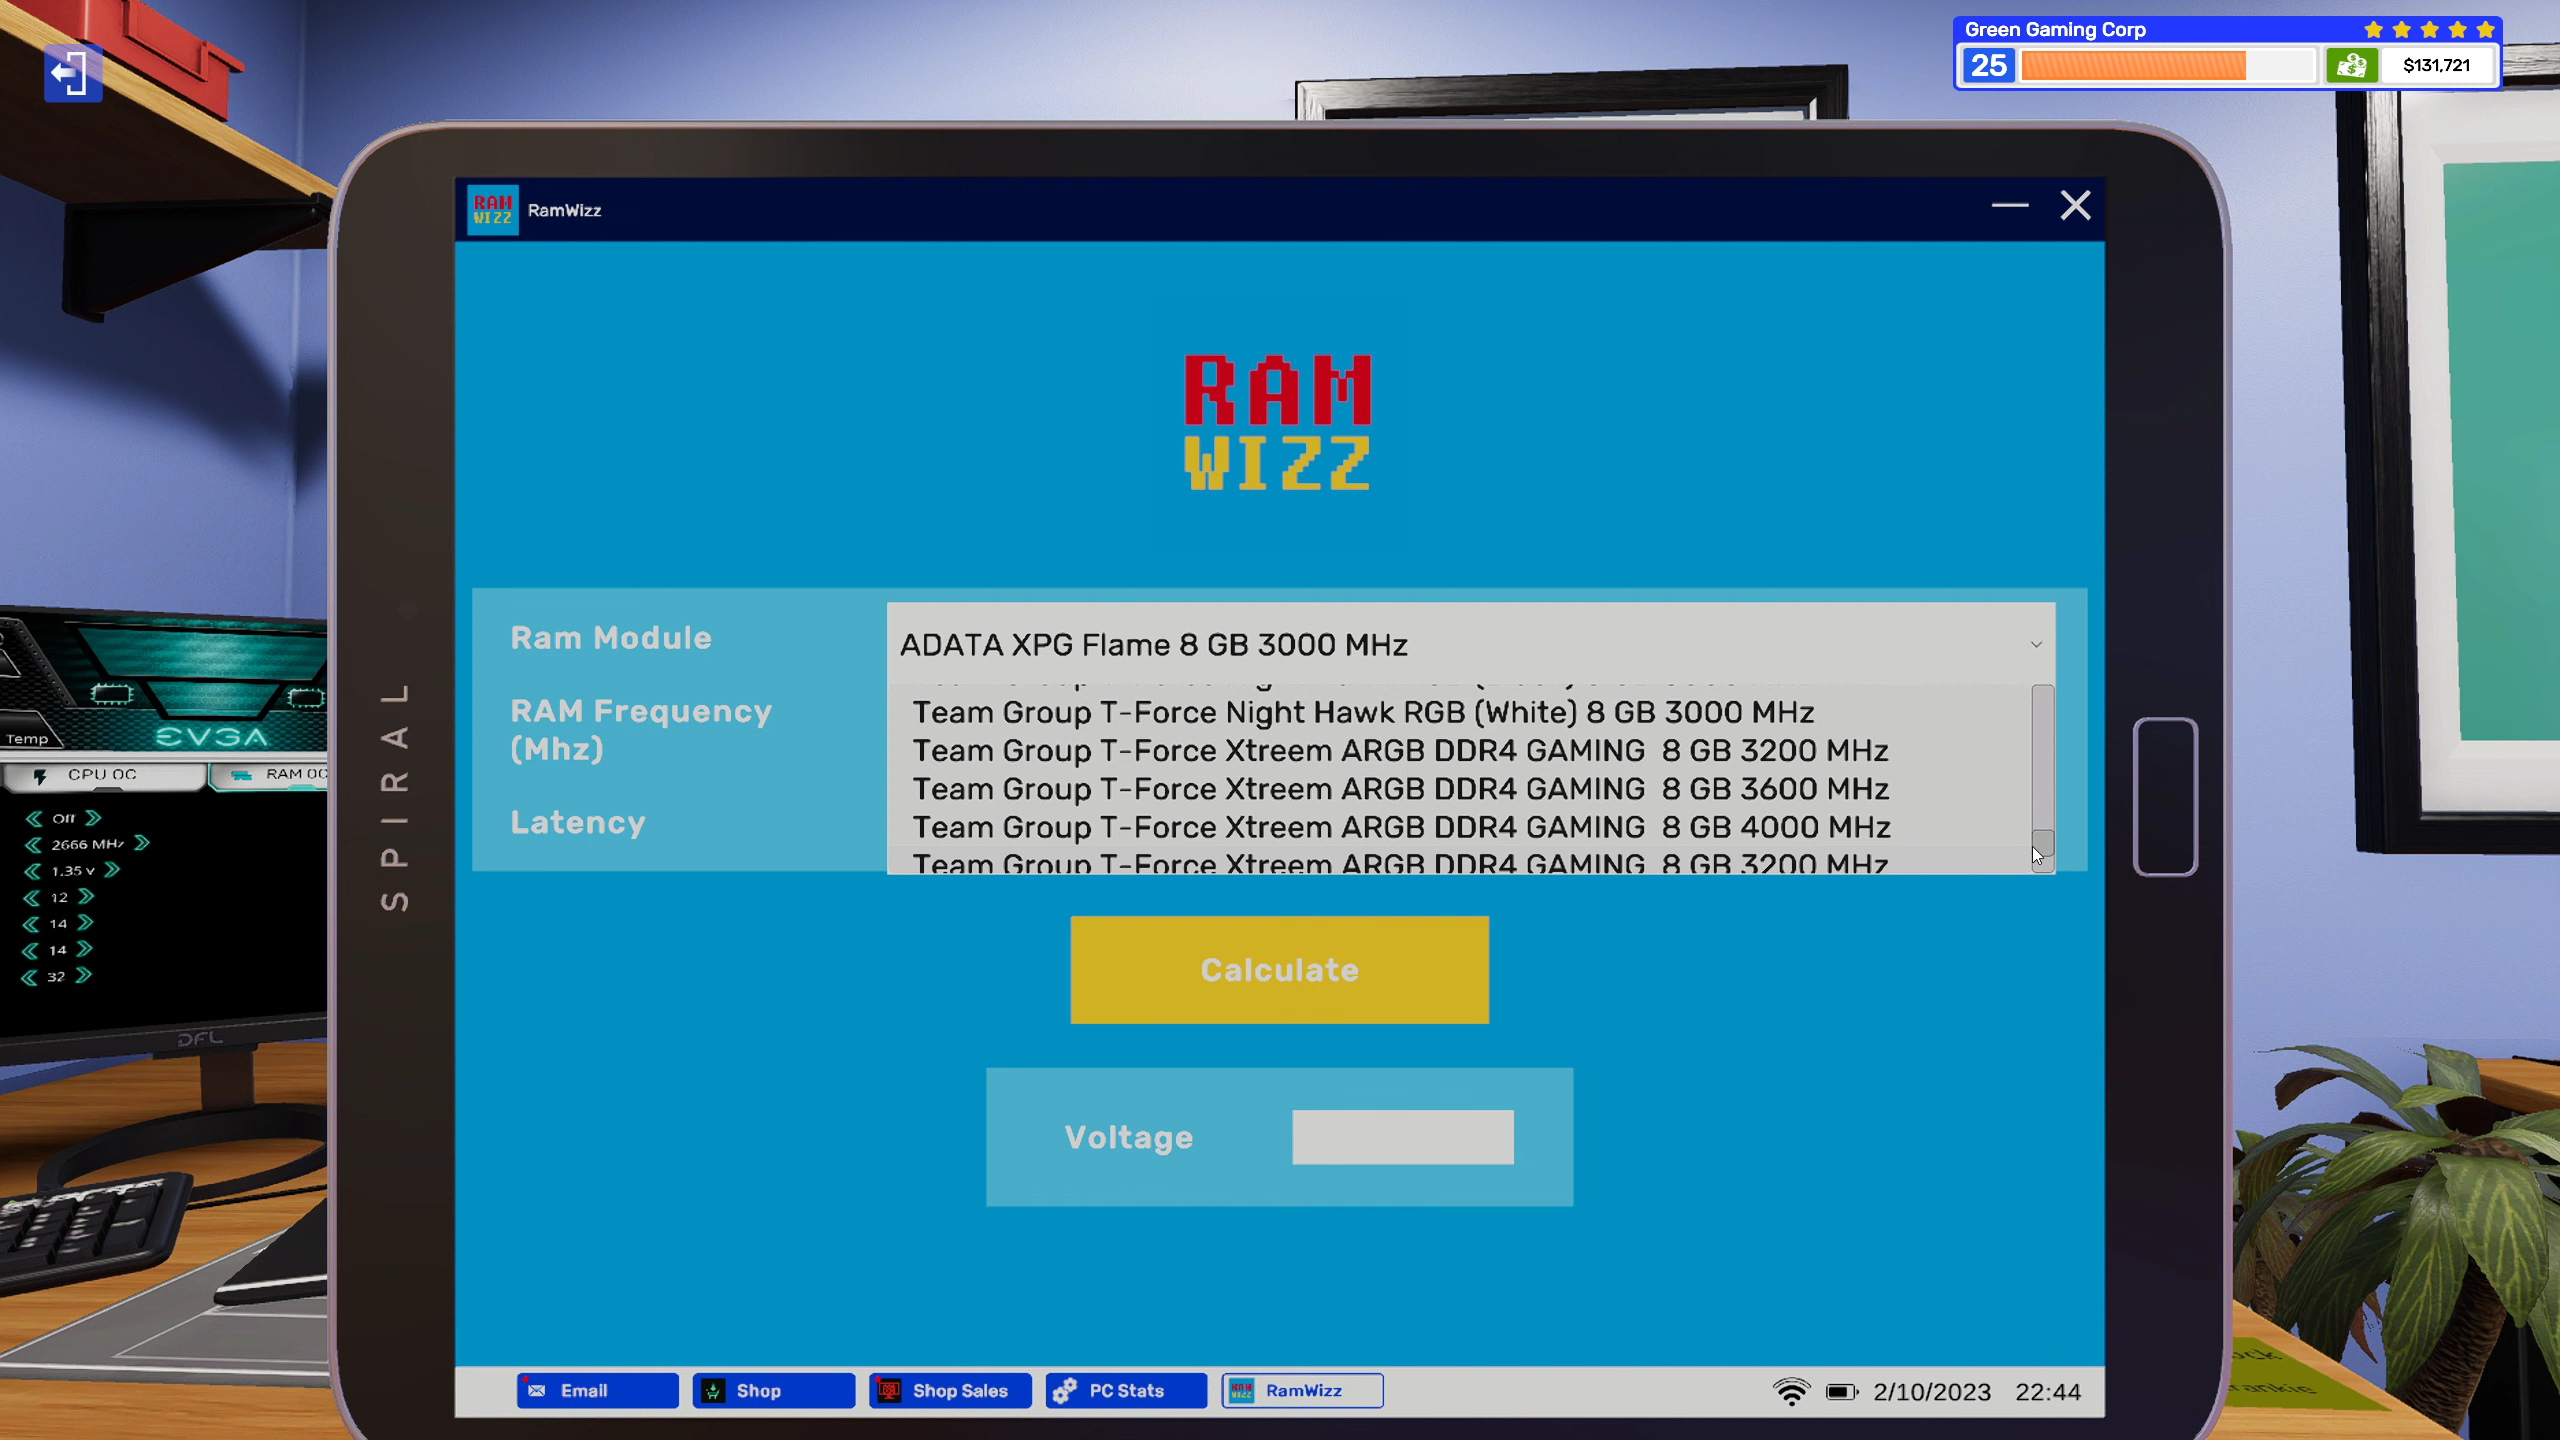 Green Gaming Corp
25
$131,721
RAM
WIZZ
RamWizz
RAM
WIZZ
Ram Module
ADATA XPG Flame 8 GB 3000 MHz
RAM Frequency
(Mhz)
Latency
Team Group T-Force Night Hawk RGB (White) 8 GB 3000 MHz
Team Group T-Force Xtreem ARGB DDR4 GAMING 8 GB 3200 MHz
Team Group T-Force Xtreem ARGB DDR4 GAMING 8 GB 3600 MHz
Team Group T-Force Xtreem ARGB DDR4 GAMING 8 GB 4000 MHz
Team Group T-Force Xtreem ARGB DDR4 GAMING 8 GB 3200 MHz
Calculate
Voltage
SPIRAL
Temp
EVGA
CPU OC
RAM OC
Off
2666 MHz
1.35 v
12
14
14
32
DFL
Email
Shop
Shop Sales
PC Stats
RamWizz
2/10/2023
22:44